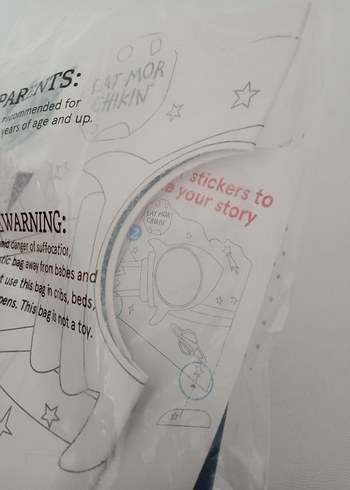 PARENTS:
ecommended for
years of age and up.
EAT MOR
CHIKIN
stickers to
e your story
EAT MOR
CHIKIN
2
WARNING:
danger of suffocation,
stic bag away from babies and
t use this bag in cribs, beds,
pens. This bag is not a toy.